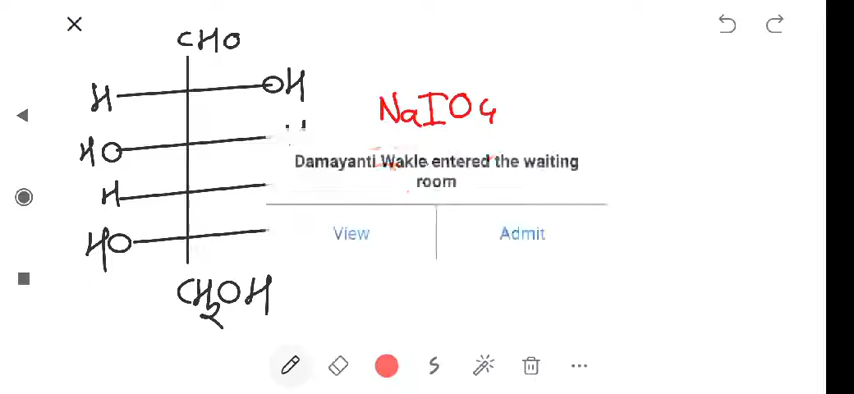 CHO
H OH
NaIO4
HO H
Damayanti Wakle entered the waiting
room
H
View Admit
HO
CH2OH
S